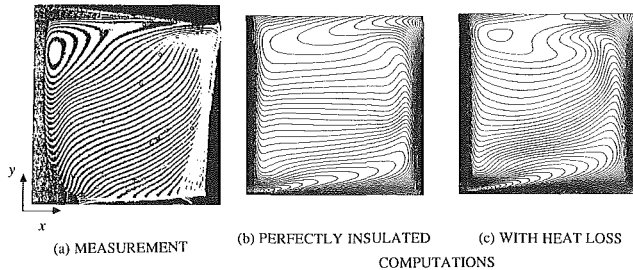 y
x
(a) MEASUREMENT
(b) PERFECTLY INSULATED
(c) WITH HEAT LOSS
COMPUTATIONS